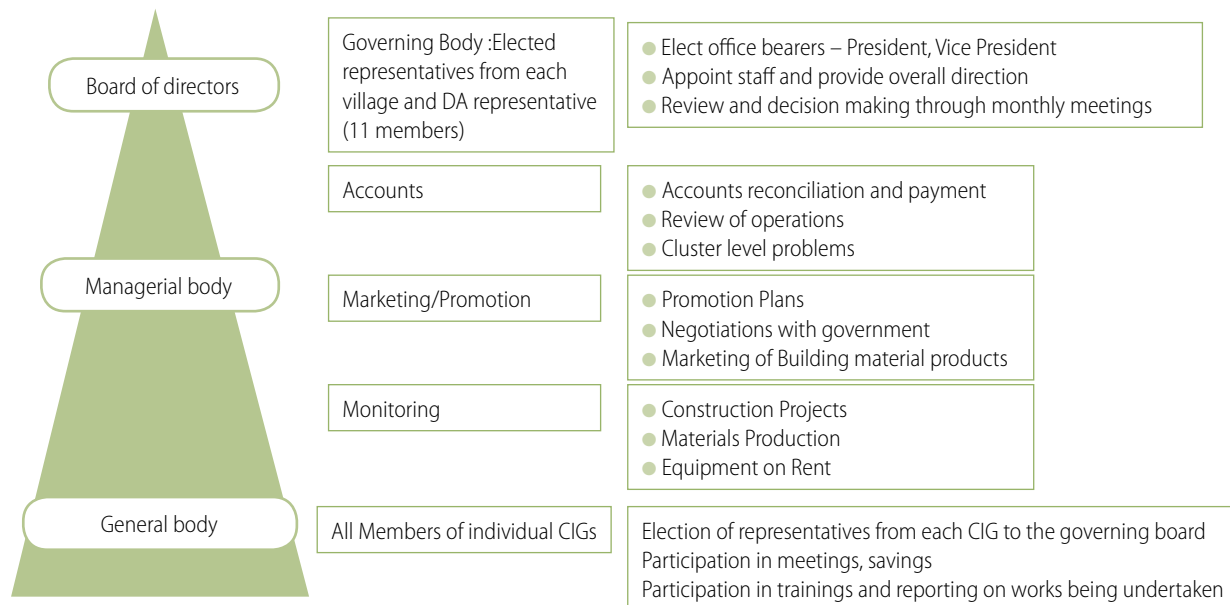 Board of directors
Governing Body :Elected
representatives from each
village and DA representative
(11 members)
Elect office bearers – President, Vice President
Appoint staff and provide overall direction
Review and decision making through monthly meetings
Managerial body
Accounts
Accounts reconciliation and payment
Review of operations
Cluster level problems
Marketing/Promotion
Promotion Plans
Negotiations with government
Marketing of Building material products
Monitoring
Construction Projects
Materials Production
Equipment on Rent
General body
All Members of individual CIGs
Election of representatives from each CIG to the governing board
Participation in meetings, savings
Participation in trainings and reporting on works being undertaken